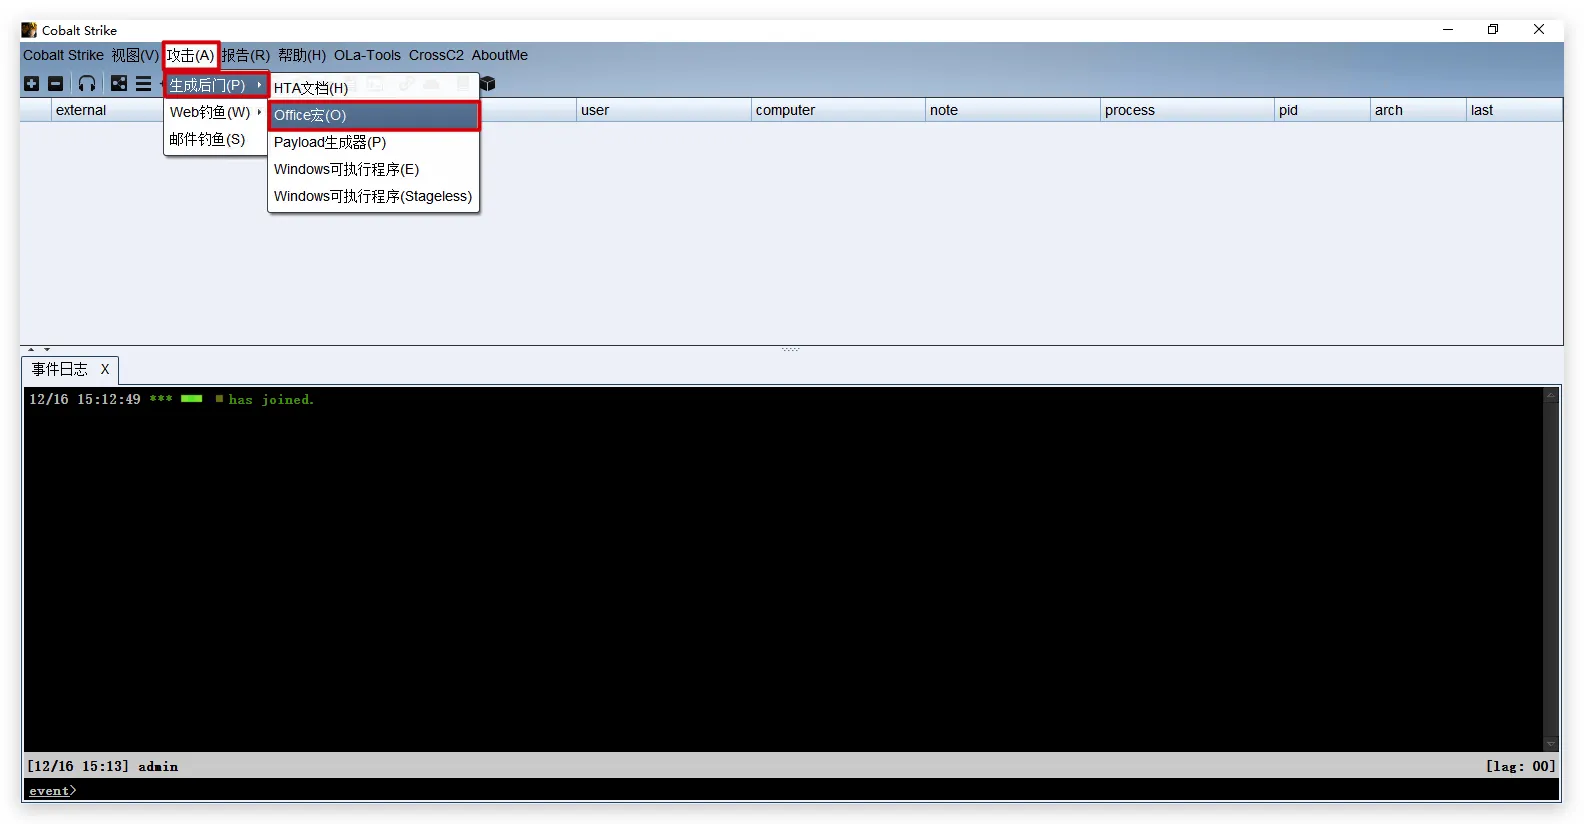 Cobalt Strike
Cobalt Strike 视图(V) 攻击(A) 报告(R) 帮助(H) OLa-Tools CrossC2 AboutMe
生成后门(P)
Web钓鱼(W)
邮件钓鱼(S)
HTA文档(H)
Office宏(O)
Payload生成器(P)
Windows可执行程序(E)
Windows可执行程序(Stageless)
external user computer note process pid arch last
事件日志 X
12/16 15:12:49 *** has joined.
[12/16 15:13] admin [lag: 00]
event>